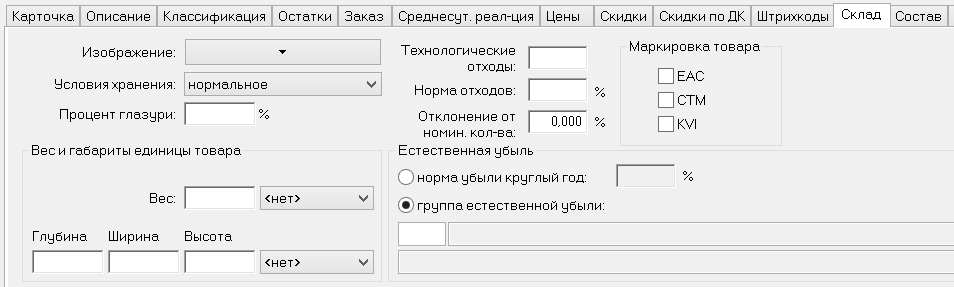 Карточка Описание Классификация Остатки Заказ Среднесут. реал-ция Цены Скидки Скидки по ДК Штрихкоды Склад Состав
Изображение:
Условия хранения: нормальное
Процент глазури: %
Технологические
отходы:
Норма отходов: %
Отклонение от
номин. кол-ва: 0,000 %
Маркировка товара
EAC
СТМ
KVI
Вес и габариты единицы товара
Вес: <нет>
Глубина Ширина Высота
<нет>
Естественная убыль
норма убыли круглый год: %
группа естественной убыли: